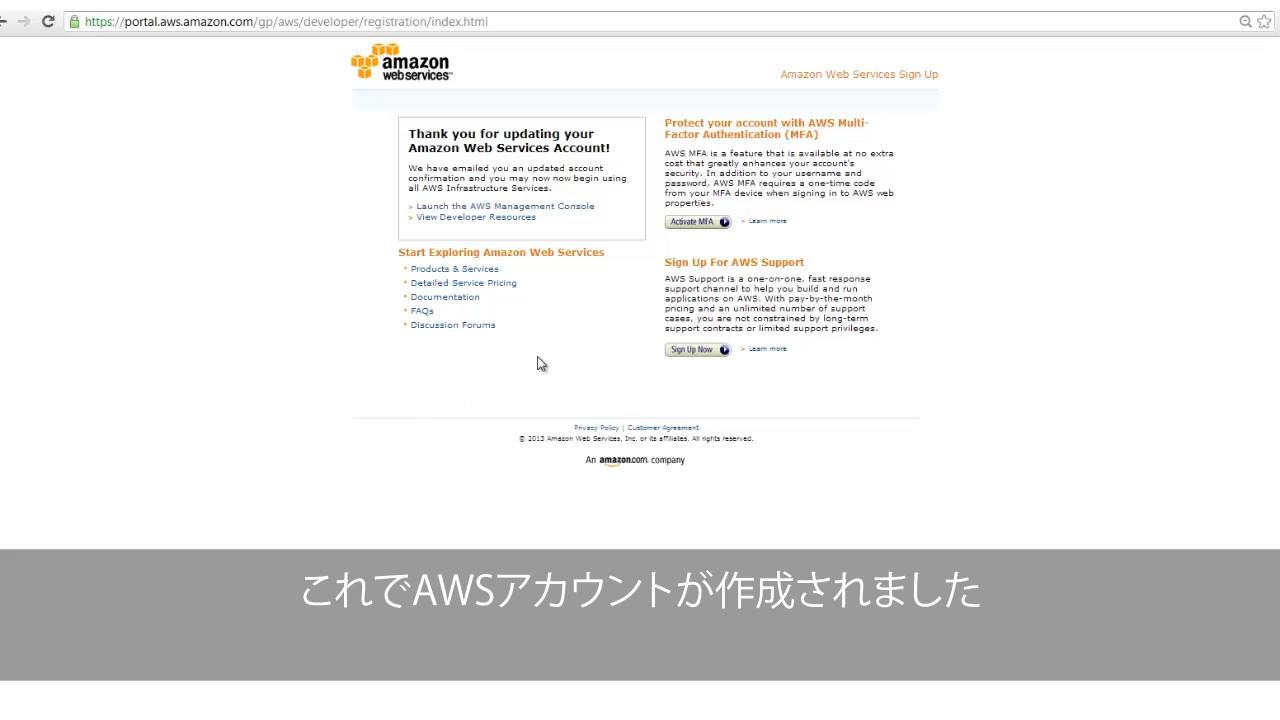 https://portal.aws.amazon.com/gp/aws/developer/registration/index.html
amazon
web services™
Amazon Web Services Sign Up
Thank you for updating your
Amazon Web Services Account!
We have emailed you an updated account
confirmation and you may now now begin using
all AWS Infrastructure Services.
> Launch the AWS Management Console
> View Developer Resources
Start Exploring Amazon Web Services
Products & Services
Detailed Service Pricing
Documentation
FAQs
Discussion Forums
Protect your account with AWS Multi-
Factor Authentication (MFA)
AWS MFA is a feature that is available at no extra
cost that greatly enhances your account's
security. In addition to your username and
password, AWS MFA requires a one-time code
from your MFA device when signing in to AWS web
properties.
Activate MFA > Learn more
Sign Up For AWS Support
AWS Support is a one-on-one, fast response
support channel to help you build and run
applications on AWS. With pay-by-the-month
pricing and an unlimited number of support
cases, you are not constrained by long-term
support contracts or limited support privileges.
Sign Up Now > Learn more
Privacy Policy | Customer Agreement
© 2013 Amazon Web Services, Inc. or its affiliates. All rights reserved.
An amazon.com company
これでAWSアカウントが作成されました